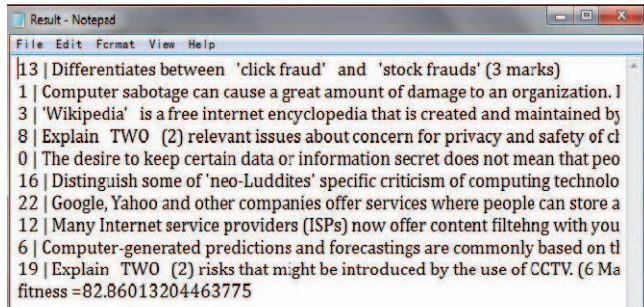 Result - Notepad
File Edit Format View Help
13 | Differentiates between 'click fraud' and 'stock frauds' (3 marks)
1 | Computer sabotage can cause a great amount of damage to an organization. I
3 | 'Wikipedia' is a free internet encyclopedia that is created and maintained by
8 | Explain TWO (2) relevant issues about concern for privacy and safety of cl
0 | The desire to keep certain data or information secret does not mean that peo
16 | Distinguish some of 'neo-Luddites' specific criticism of computing technolo
22 | Google, Yahoo and other companies offer services where people can store a
12 | Many Internet service providers (ISPs) now offer content filtehng with you
6 | Computer-generated predictions and forecastings are commonly based on tl
19 | Explain TWO (2) risks that might be introduced by the use of CCTV. (6 Ma
fitness =82.86013204463775